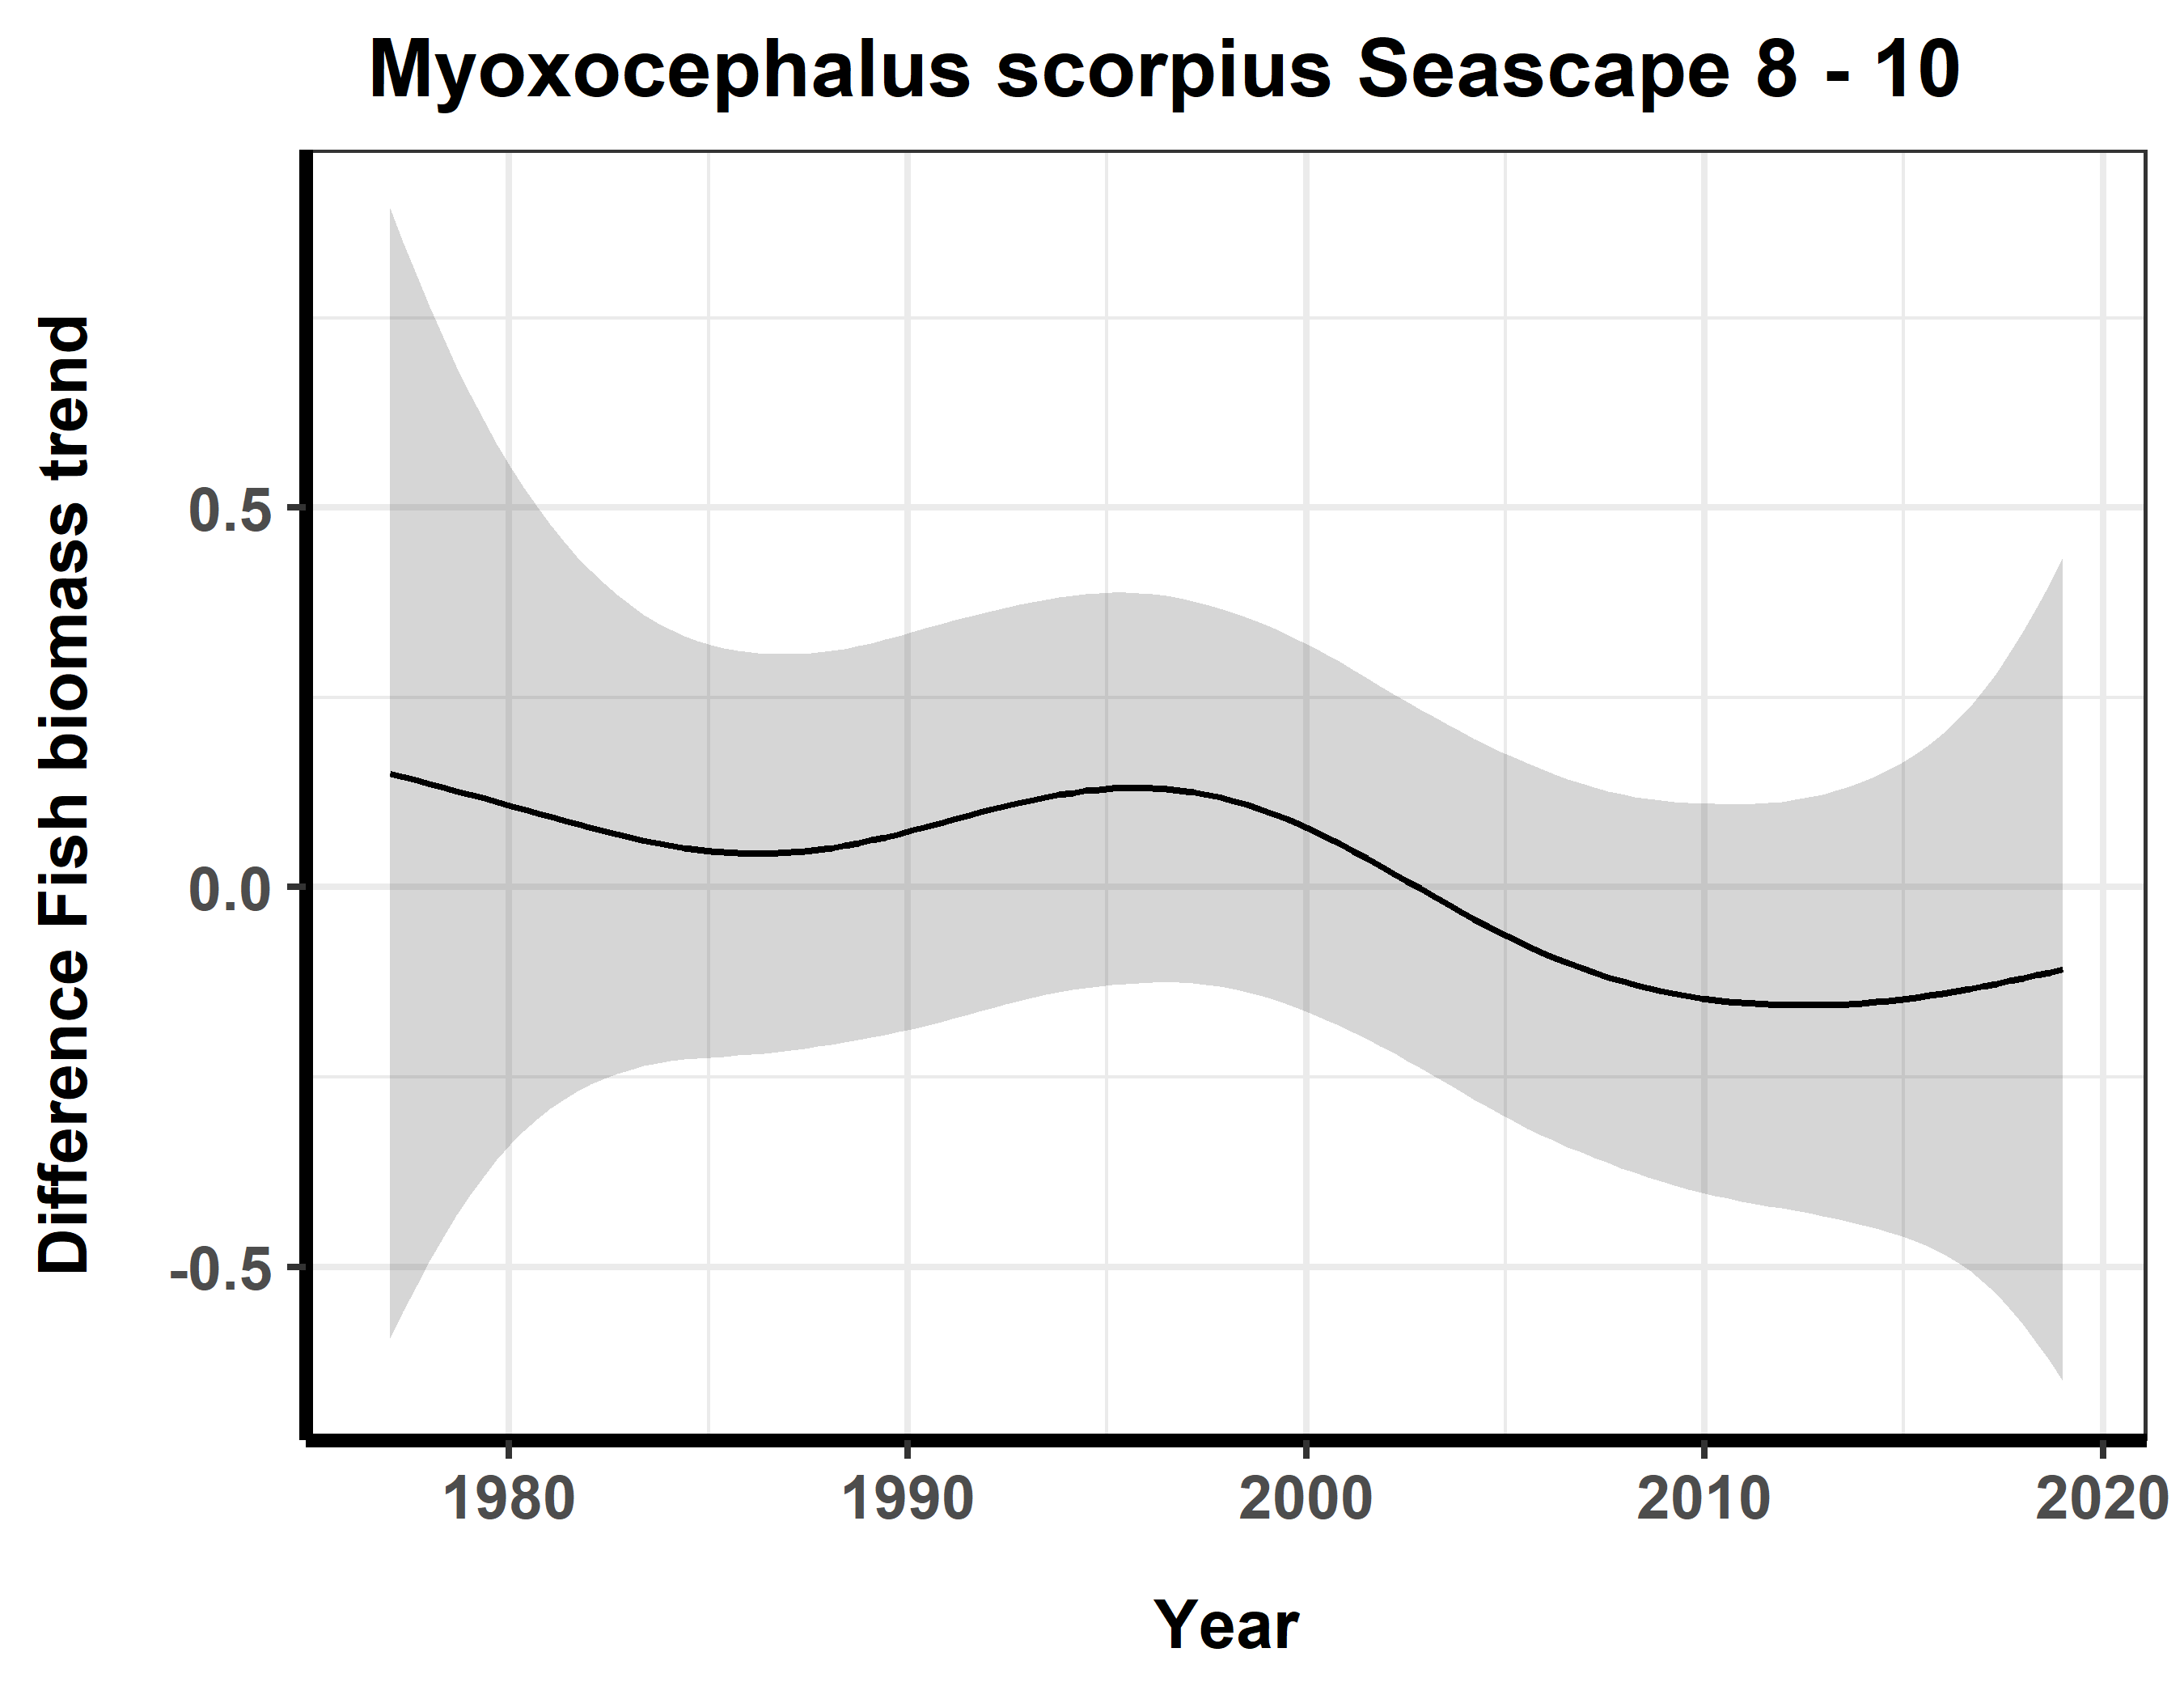 Myoxocephalus scorpius Seascape 8 - 10
Difference Fish biomass trend
0.5
0.0
-0.5
1980 1990 2000 2010 2020
Year